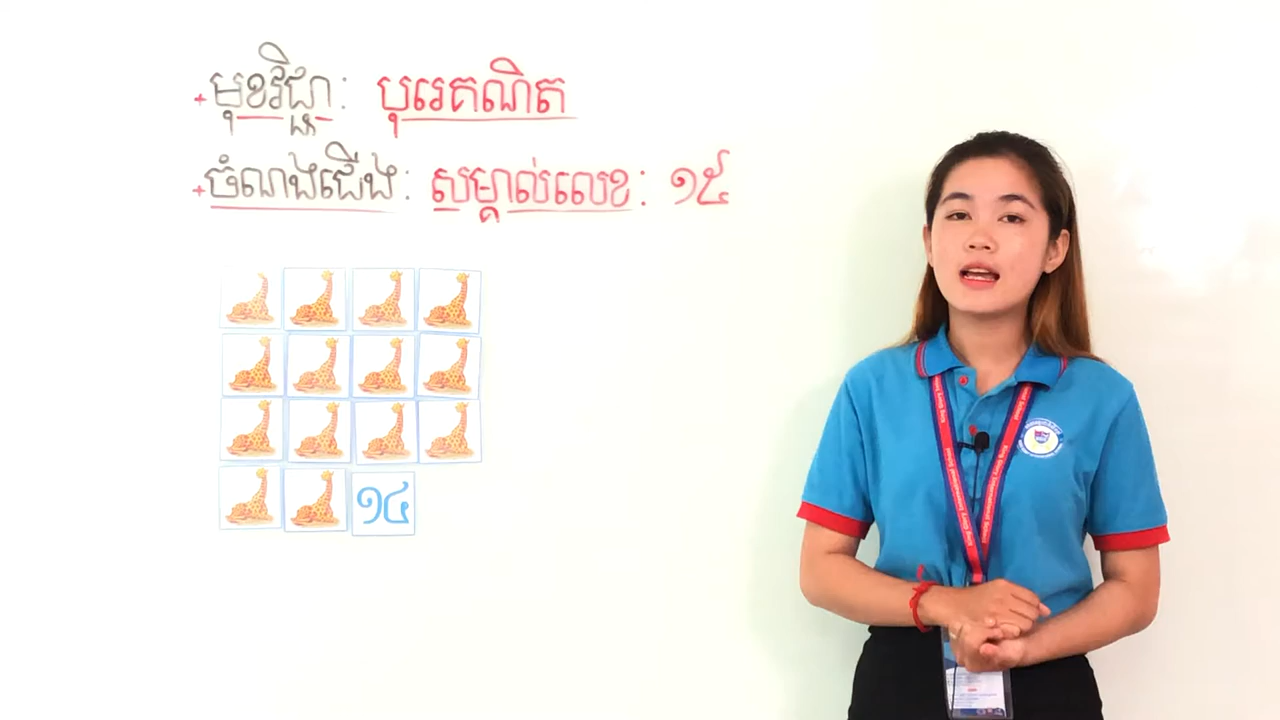 + មុខវិជ្ជា: បុរេគណិត
+ ចំណងជើង: សម្គាល់លេខ: ១៥
១៤